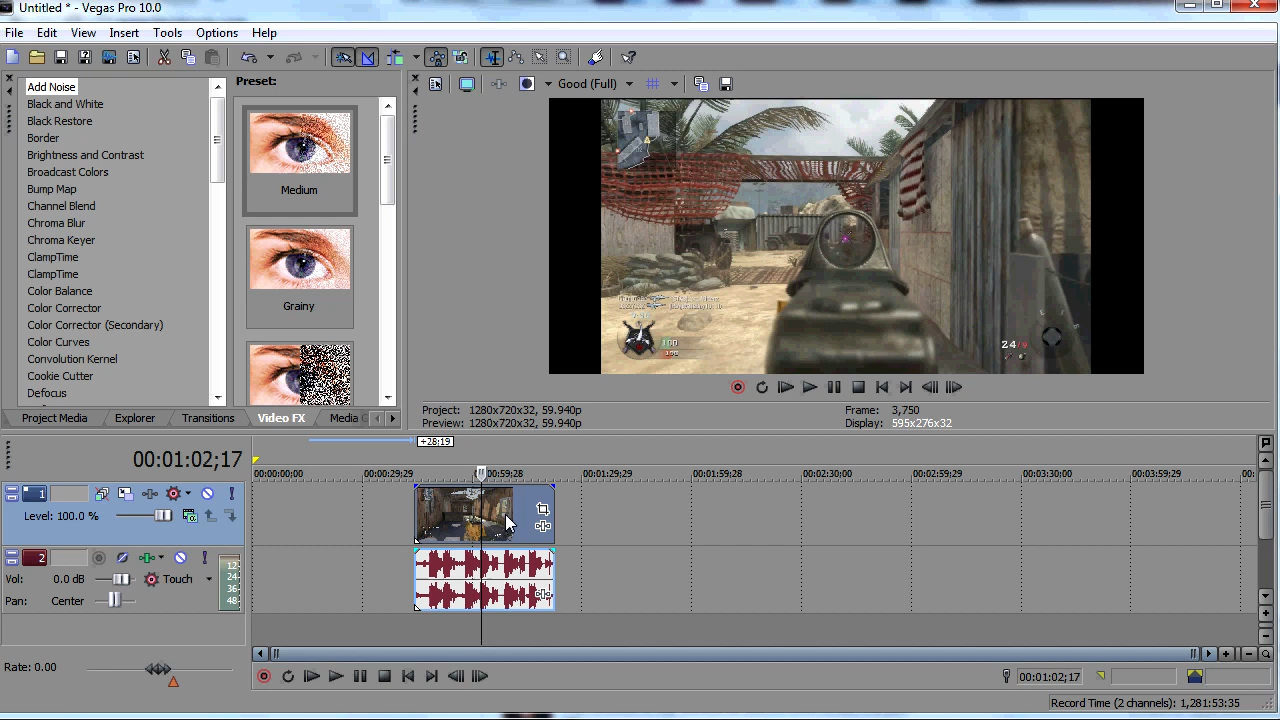 Untitled * - Vegas Pro 10.0
File Edit View Insert Tools Options Help
Add Noise
Black and White
Black Restore
Border
Brightness and Contrast
Broadcast Colors
Bump Map
Channel Blend
Chroma Blur
Chroma Keyer
ClampTime
ClampTime
Color Balance
Color Corrector
Color Corrector (Secondary)
Color Curves
Convolution Kernel
Cookie Cutter
Defocus
Preset:
Medium
Grainy
Project Media Explorer Transitions Video FX Media
Good (Full)
100
24
Project: 1280x720x32, 59.940p
Preview: 1280x720x32, 59.940p
Frame: 3,750
Display: 595x276x32
+28;19
00:01:02;17
00:00:00;00 00:00:29;29 00:00:59;28 00:01:29;29 00:01:59;28 00:02:30;00 00:02:59;29 00:03:30;00 00:03:59;29 00:
1
Level: 100.0 %
2
Vol: 0.0 dB Touch
Pan: Center
12
24
36
48
Rate: 0.00
00:01:02;17
Record Time (2 channels): 1,281:53:35